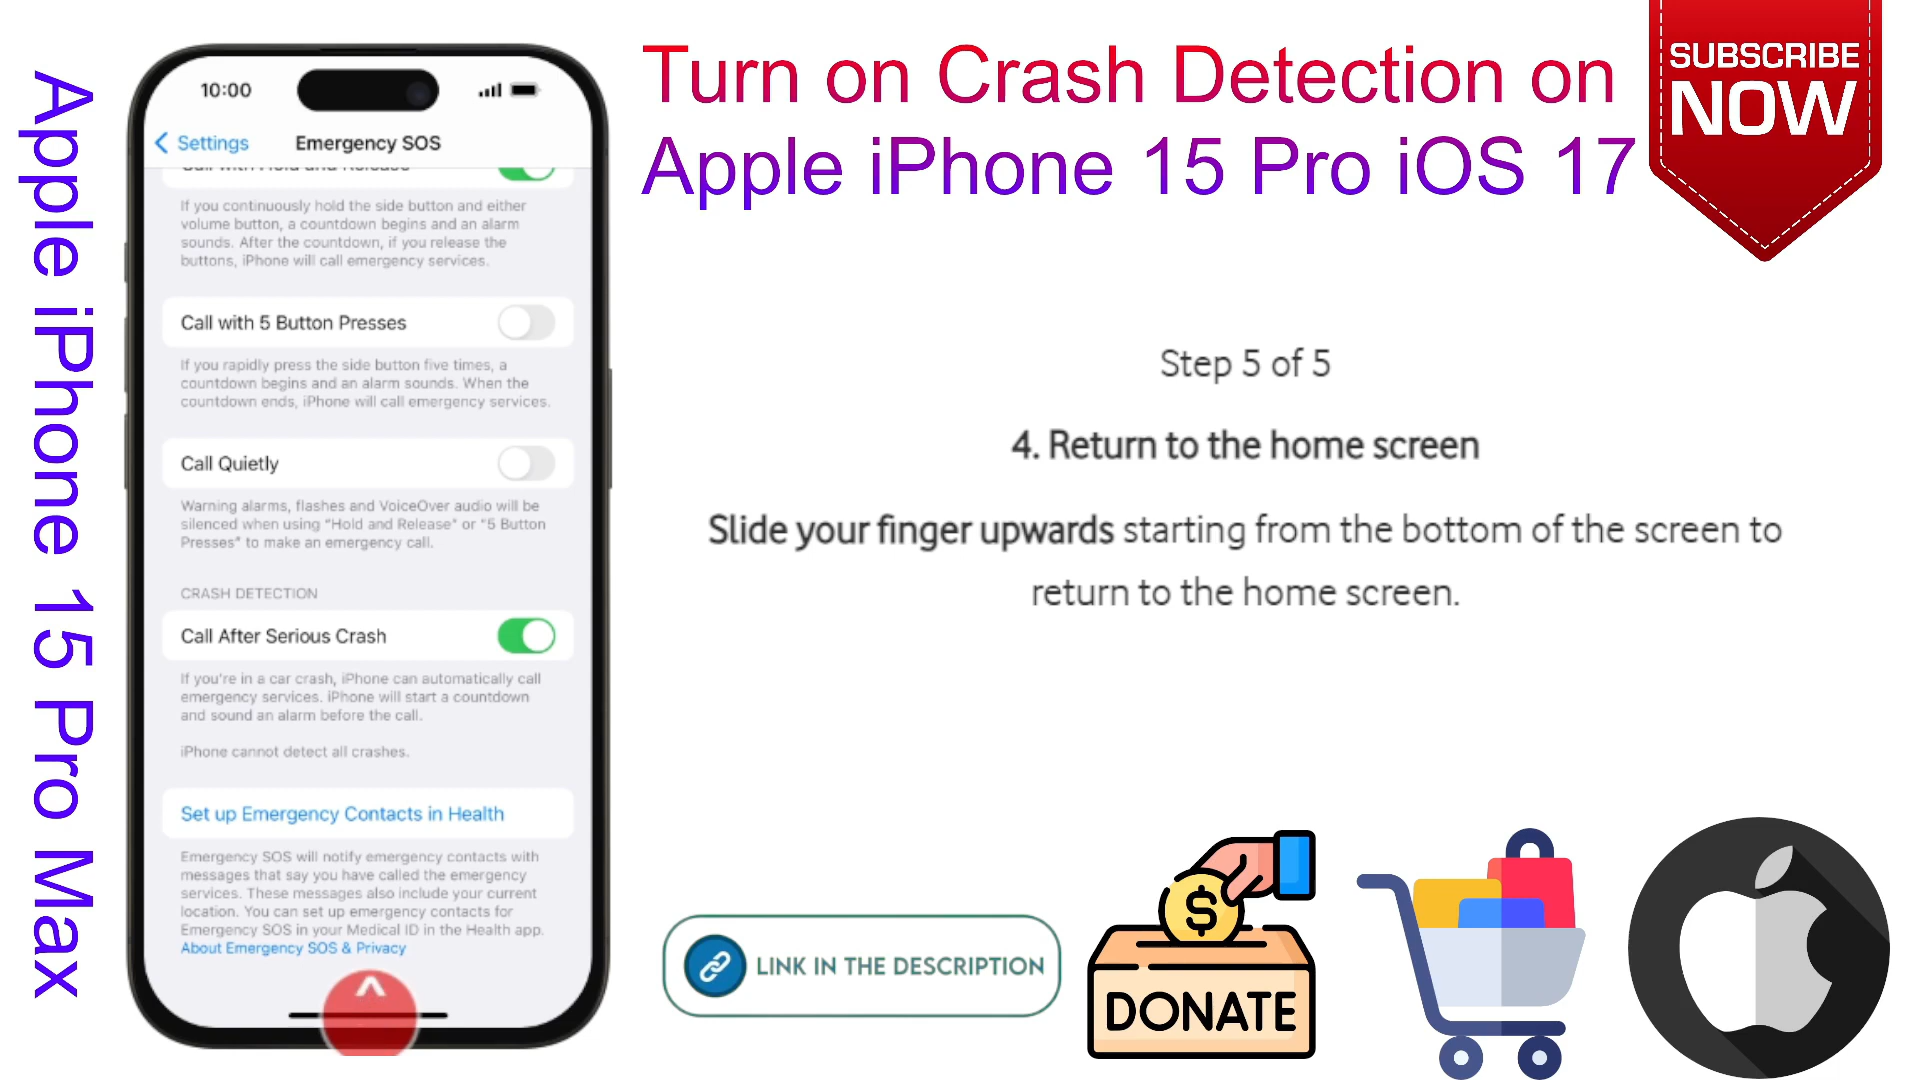 Apple iPhone 15 Pro Max
10:00
Settings
Emergency SOS
Call with Hold and Release
If you continuously hold the side button and either
volume button, a countdown begins and an alarm
sounds. After the countdown, if you release the
buttons, iPhone will call emergency services.
Call with 5 Button Presses
If you rapidly press the side button five times, a
countdown begins and an alarm sounds. When the
countdown ends, iPhone will call emergency services.
Call Quietly
Warning alarms, flashes and VoiceOver audio will be
silenced when using "Hold and Release" or "5 Button
Presses" to make an emergency call.
CRASH DETECTION
Call After Serious Crash
If you're in a car crash, iPhone can automatically call
emergency services. iPhone will start a countdown
and sound an alarm before the call.
iPhone cannot detect all crashes.
Set up Emergency Contacts in Health
Emergency SOS will notify emergency contacts with
messages that say you have called the emergency
services. These messages also include your current
location. You can set up emergency contacts for
Emergency SOS in your Medical ID in the Health app.
About Emergency SOS & Privacy
Turn on Crash Detection on
Apple iPhone 15 Pro iOS 17
SUBSCRIBE
NOW
Step 5 of 5
4. Return to the home screen
Slide your finger upwards starting from the bottom of the screen to
return to the home screen.
LINK IN THE DESCRIPTION
$
DONATE